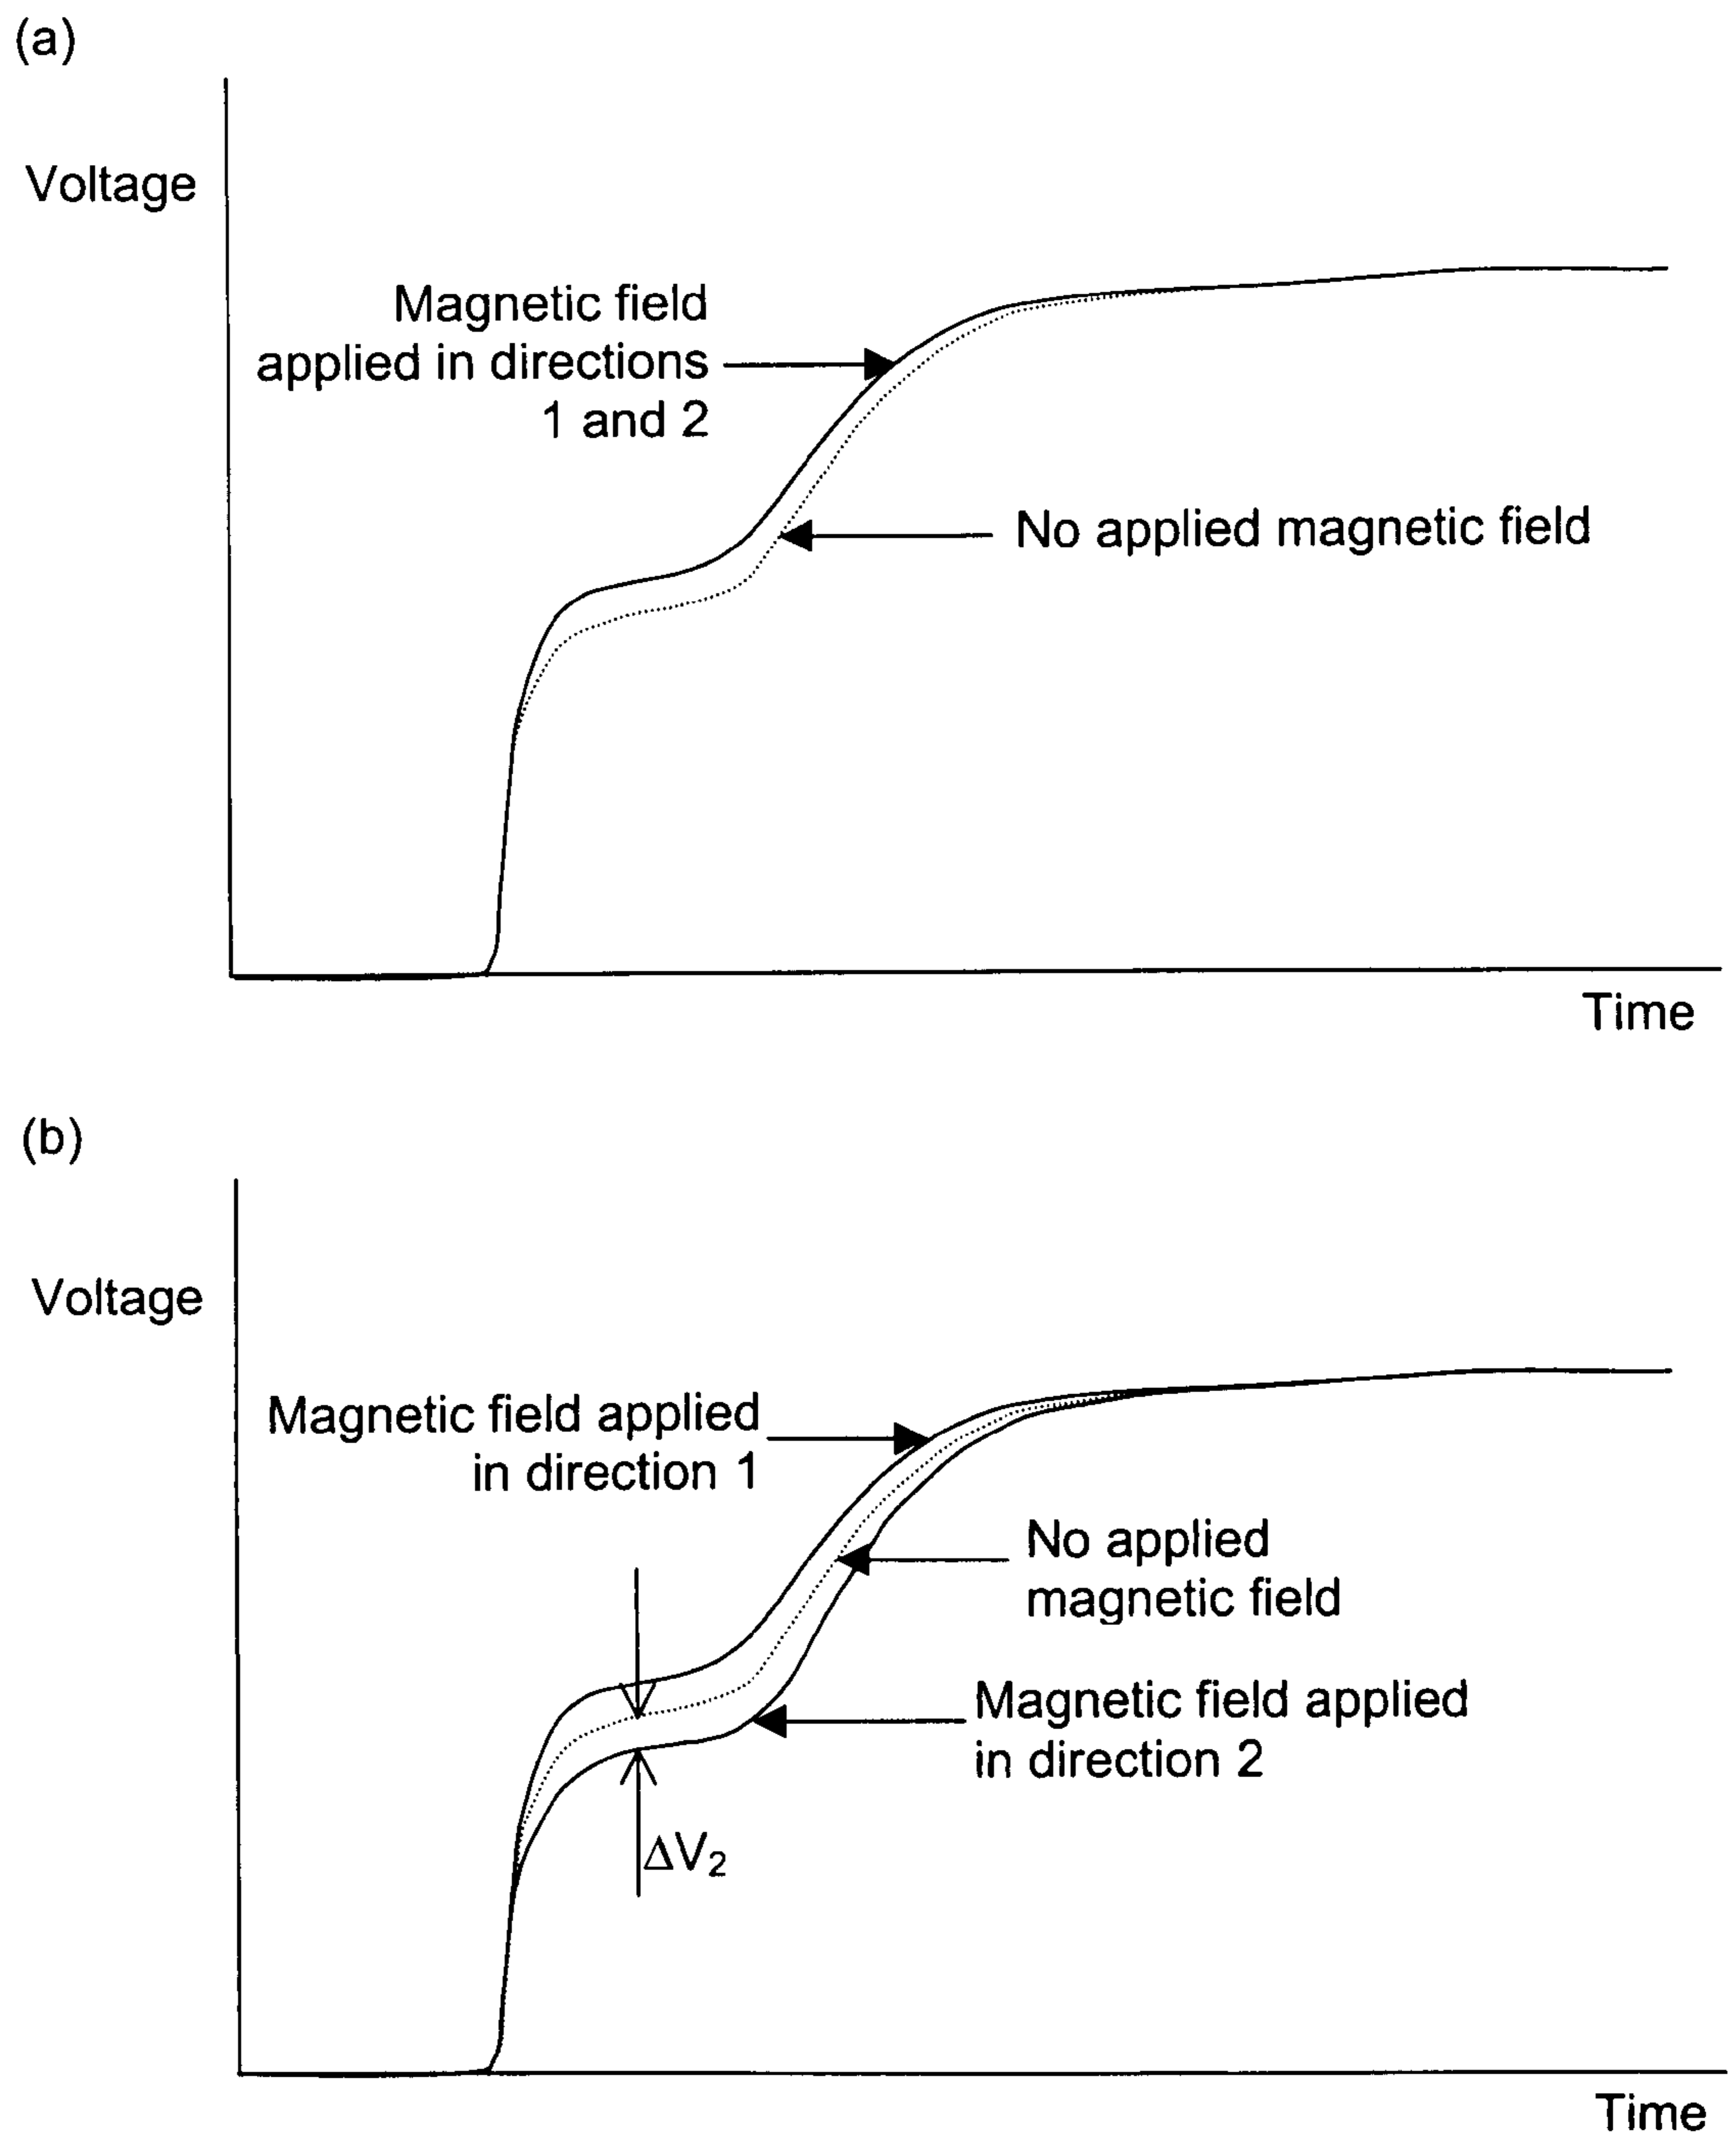 (a)
Voltage
Magnetic field
applied in directions
1 and 2
No applied magnetic field
Time
(b)
Voltage
Magnetic field applied
in direction 1
No applied
magnetic field
Magnetic field applied
in direction 2
ΔV₂
Time